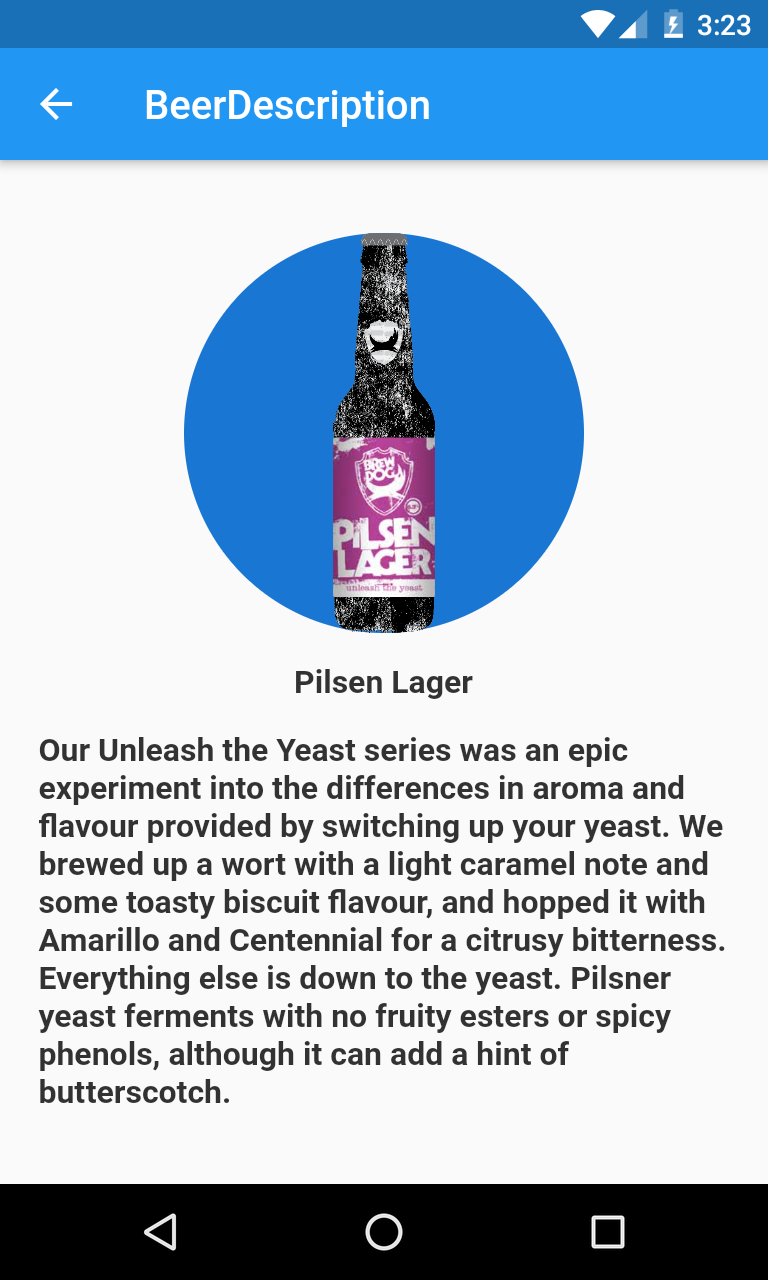 3:23
BeerDescription
BREW
DOG
PILSEN
LAGER
unleash the yeast
Pilsen Lager
Our Unleash the Yeast series was an epic
experiment into the differences in aroma and
flavour provided by switching up your yeast. We
brewed up a wort with a light caramel note and
some toasty biscuit flavour, and hopped it with
Amarillo and Centennial for a citrusy bitterness.
Everything else is down to the yeast. Pilsner
yeast ferments with no fruity esters or spicy
phenols, although it can add a hint of
butterscotch.